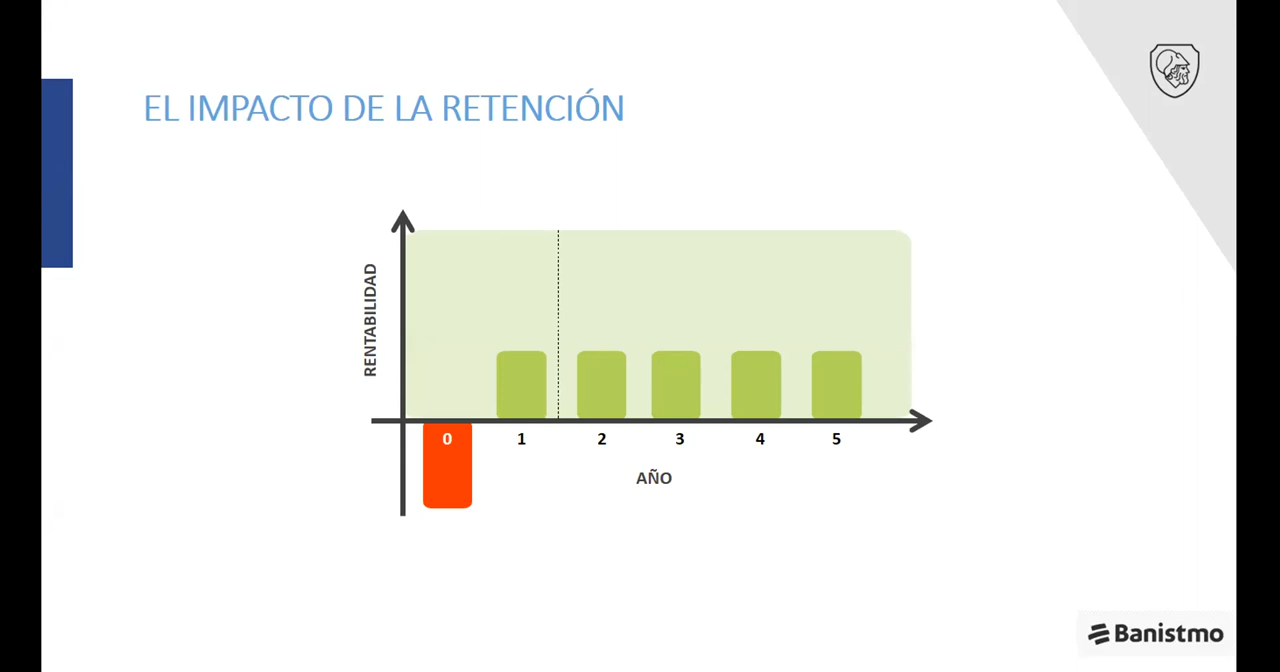 EL IMPACTO DE LA RETENCIÓN
RENTABILIDAD
0 1 2 3 4 5
AÑO
Banistmo